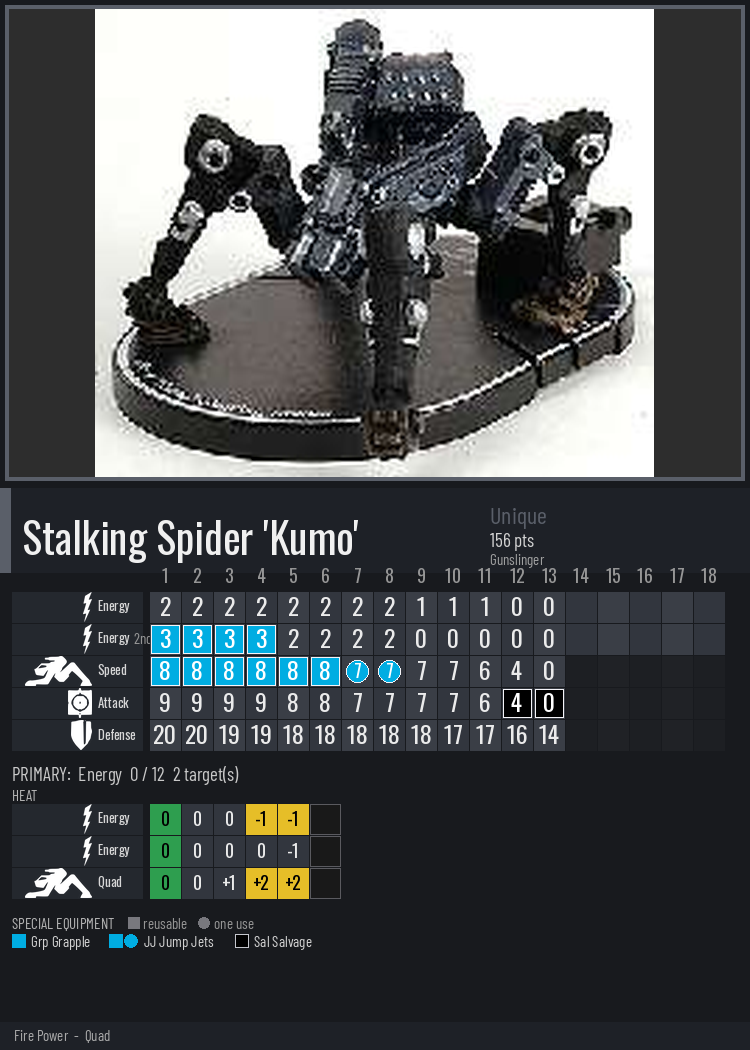 Stalking Spider 'Kumo'
Unique
156 pts
Gunslinger
1 2 3 4 5 6 7 8 9 10 11 12 13 14 15 16 17 18
Energy 2 2 2 2 2 2 2 2 1 1 1 0 0
Energy 2nd 3 3 3 3 2 2 2 2 0 0 0 0 0
Speed 8 8 8 8 8 8 7 7 7 7 6 4 0
Attack 9 9 9 9 8 8 7 7 7 7 6 4 0
Defense 20 20 19 19 18 18 18 18 18 17 17 16 14
PRIMARY: Energy 0 / 12 2 target(s)
HEAT
Energy 0 0 0 -1 -1
Energy 0 0 0 0 -1
Quad 0 0 +1 +2 +2
SPECIAL EQUIPMENT reusable one use
Grp Grapple JJ Jump Jets Sal Salvage
Fire Power - Quad